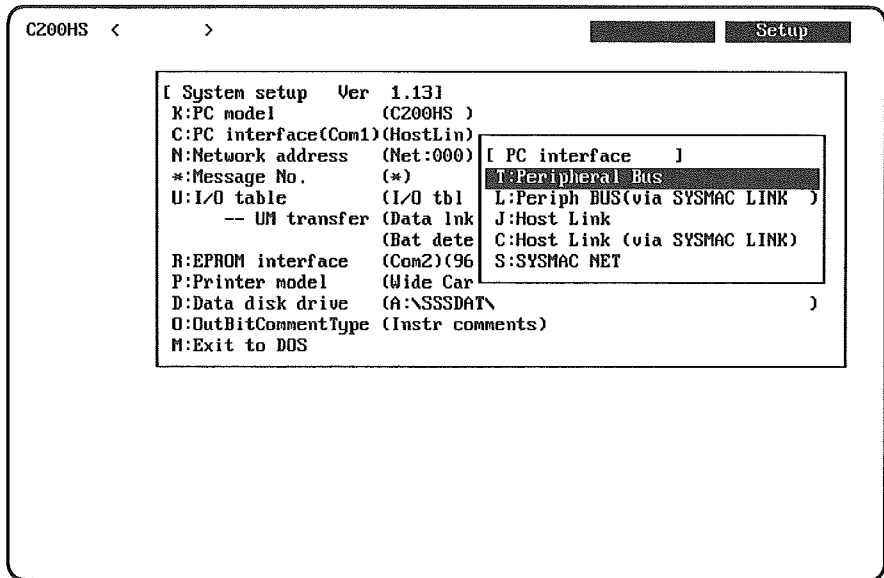 C200HS < >
Setup
[ System setup Ver 1.13]
K:PC model (C200HS )
C:PC interface(Com1)(HostLin)
N:Network address (Net:000)
*:Message No. (*)
U:I/O table (I/O tbl
-- UM transfer (Data lnk
(Bat dete
R:EPROM interface (Com2)(96
P:Printer model (Wide Car
D:Data disk drive (A:\SSSDAT\ )
O:OutBitCommentType (Instr comments)
M:Exit to DOS
[ PC interface ]
T:Peripheral Bus
L:Periph BUS(via SYSMAC LINK )
J:Host Link
C:Host Link (via SYSMAC LINK)
S:SYSMAC NET